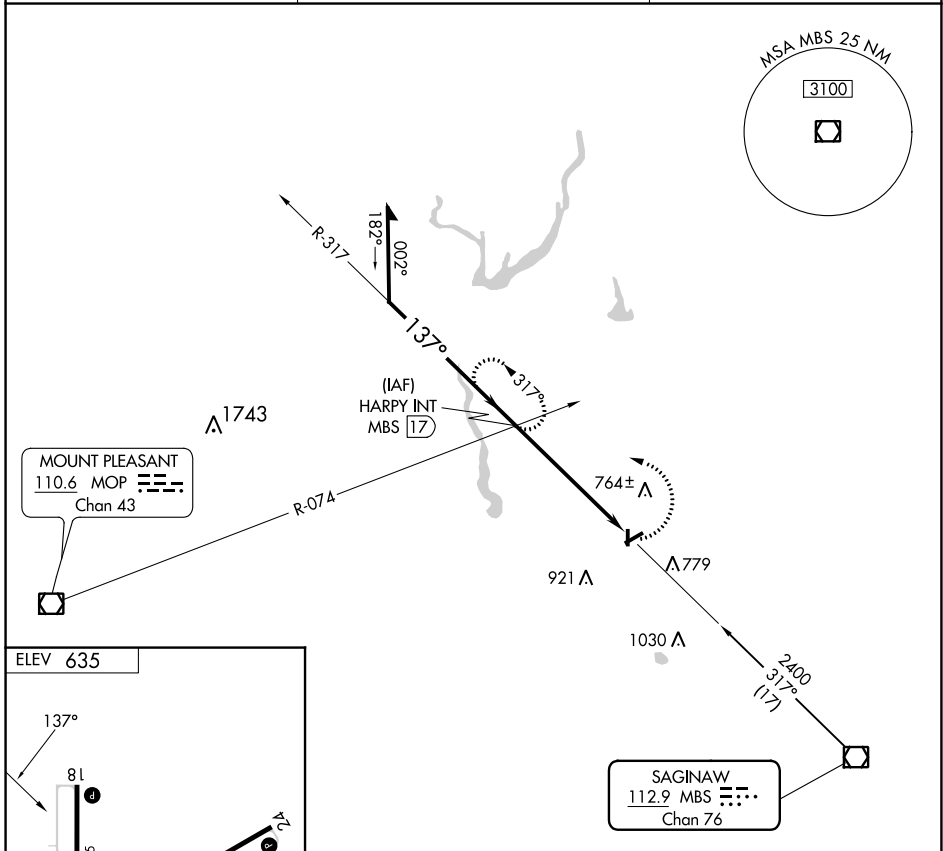 MSA MBS 25 NM
3100
R-317
182°
002°
137°
317°
(IAF)
HARPY INT
MBS 17
1743
MOUNT PLEASANT
110.6 MOP
Chan 43
R-074
764±
779
921
1030
2400
317°
(17)
SAGINAW
112.9 MBS
Chan 76
ELEV 635
137°
18
P
24
P